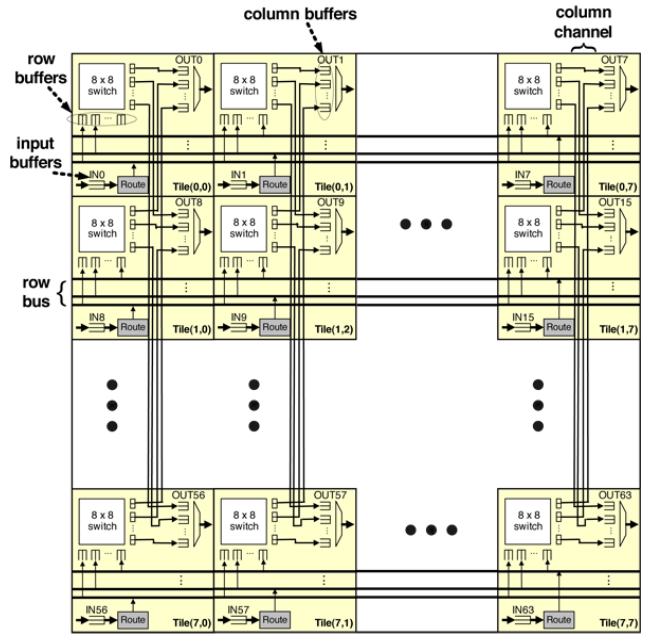 column buffers
column
channel
row
buffers
input
buffers
row
bus
OUT0
8 x 8
switch
IN0
Route
Tile(0,0)
OUT1
8 x 8
switch
IN1
Route
Tile(0,1)
OUT7
8 x 8
switch
IN7
Route
Tile(0,7)
OUT8
8 x 8
switch
IN8
Route
Tile(1,0)
OUT9
8 x 8
switch
IN9
Route
Tile(1,2)
OUT15
8 x 8
switch
IN15
Route
Tile(1,7)
OUT56
8 x 8
switch
IN56
Route
Tile(7,0)
OUT57
8 x 8
switch
IN57
Route
Tile(7,1)
OUT63
8 x 8
switch
IN63
Route
Tile(7,7)